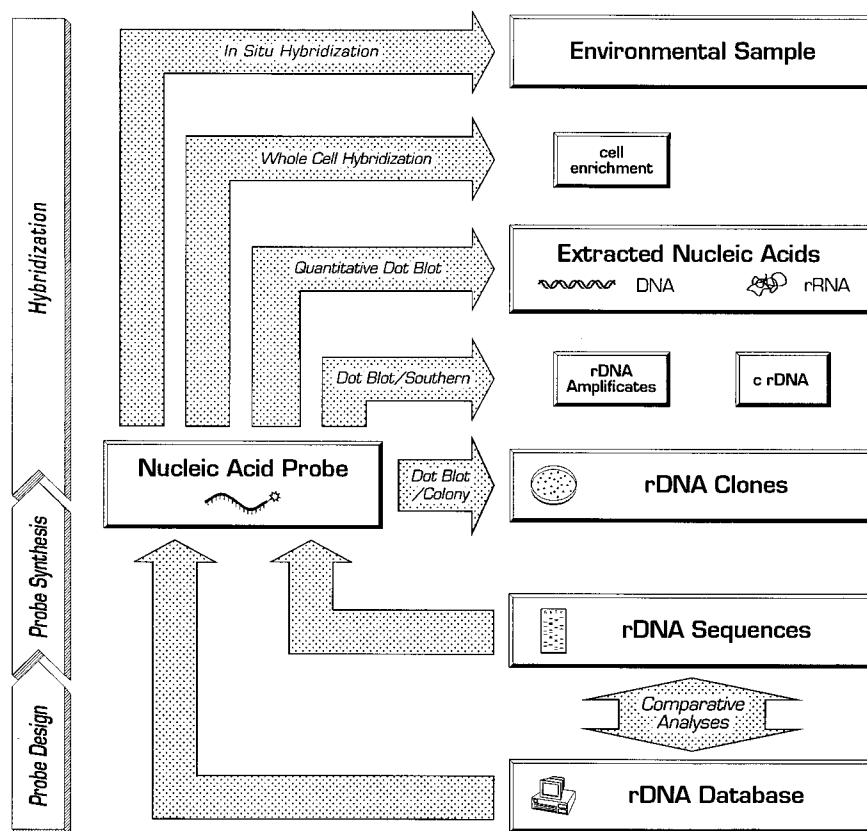 In Situ Hybridization
Environmental Sample
Whole Cell Hybridization
cell
enrichment
Hybridization
Quantitative Dot Blot
Extracted Nucleic Acids
DNA
rRNA
Dot Blot/Southern
rDNA
Amplificates
c rDNA
Nucleic Acid Probe
Dot Blot
/Colony
rDNA Clones
Probe Synthesis
rDNA Sequences
Comparative
Analyses
Probe Design
rDNA Database